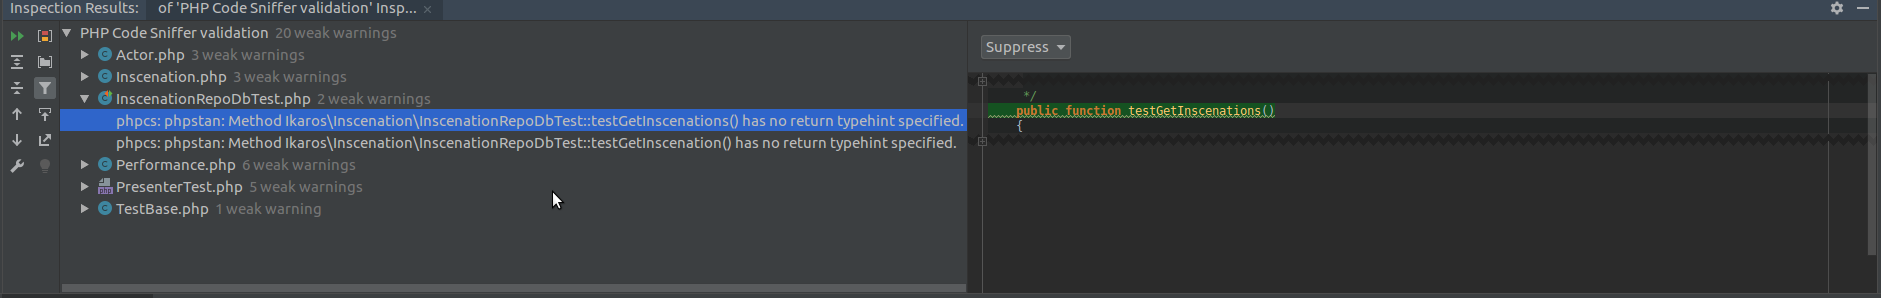 Inspection Results: of 'PHP Code Sniffer validation' Insp...
PHP Code Sniffer validation 20 weak warnings
Actor.php 3 weak warnings
Inscenation.php 3 weak warnings
InscenationRepoDbTest.php 2 weak warnings
phpcs: phpstan: Method Ikaros\Inscenation\InscenationRepoDbTest::testGetInscenations() has no return typehint specified.
phpcs: phpstan: Method Ikaros\Inscenation\InscenationRepoDbTest::testGetInscenation() has no return typehint specified.
Performance.php 6 weak warnings
PresenterTest.php 5 weak warnings
TestBase.php 1 weak warning
Suppress
*/
public function testGetInscenations()
{